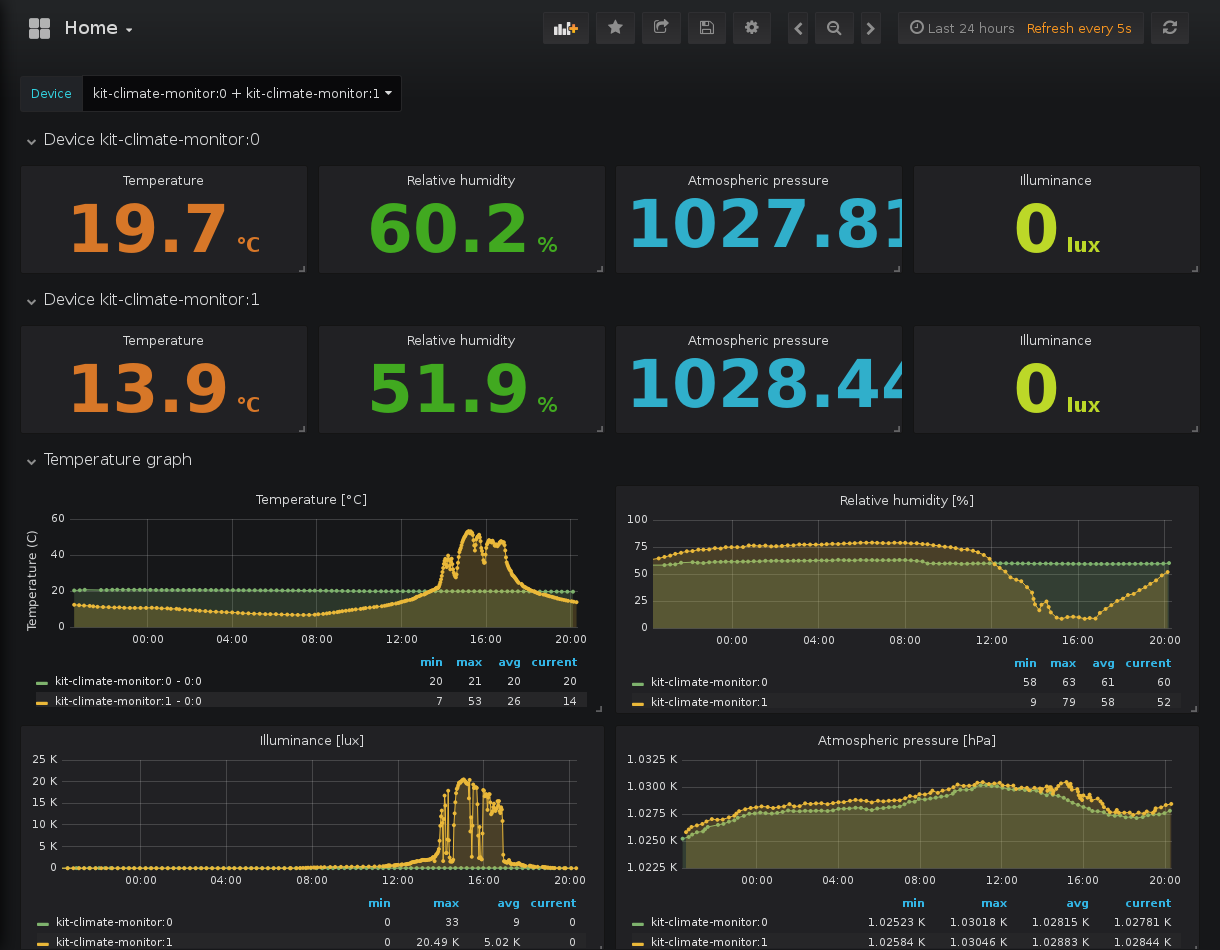 Home
Last 24 hours Refresh every 5s
Device kit-climate-monitor:0 + kit-climate-monitor:1
Device kit-climate-monitor:0
Temperature Relative humidity Atmospheric pressure Illuminance
19.7 °C 60.2 % 1027.81 0 lux
Device kit-climate-monitor:1
Temperature Relative humidity Atmospheric pressure Illuminance
13.9 °C 51.9 % 1028.44 0 lux
Temperature graph
Temperature [°C]
Temperature (C)
60
40
20
0
00:00 04:00 08:00 12:00 16:00 20:00
min max avg current
kit-climate-monitor:0 - 0:0 20 21 20 20
kit-climate-monitor:1 - 0:0 7 53 26 14
Relative humidity [%]
100
75
50
25
0
00:00 04:00 08:00 12:00 16:00 20:00
min max avg current
kit-climate-monitor:0 58 63 61 60
kit-climate-monitor:1 9 79 58 52
Illuminance [lux]
25 K
20 K
15 K
10 K
5 K
0
00:00 04:00 08:00 12:00 16:00 20:00
min max avg current
kit-climate-monitor:0 0 33 9 0
kit-climate-monitor:1 0 20.49 K 5.02 K 0
Atmospheric pressure [hPa]
1.0325 K
1.0300 K
1.0275 K
1.0250 K
1.0225 K
00:00 04:00 08:00 12:00 16:00 20:00
min max avg current
kit-climate-monitor:0 1.02523 K 1.03018 K 1.02815 K 1.02781 K
kit-climate-monitor:1 1.02584 K 1.03046 K 1.02883 K 1.02844 K